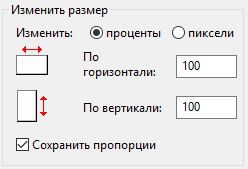 Изменить размер
Изменить: проценты пиксели
По
горизонтали: 100
По вертикали: 100
Сохранить пропорции